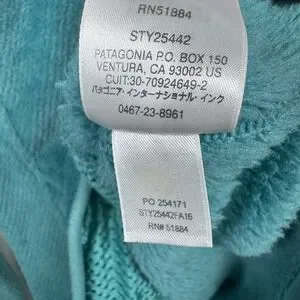 RN51884
STY25442
PATAGONIA P.O. BOX 150
VENTURA, CA 93002 US
CUIT:30-70924649-2
パタゴニア・インターナショナル・インク
0467-23-8961
PO 254171
STY25442FA16
RN# 51884